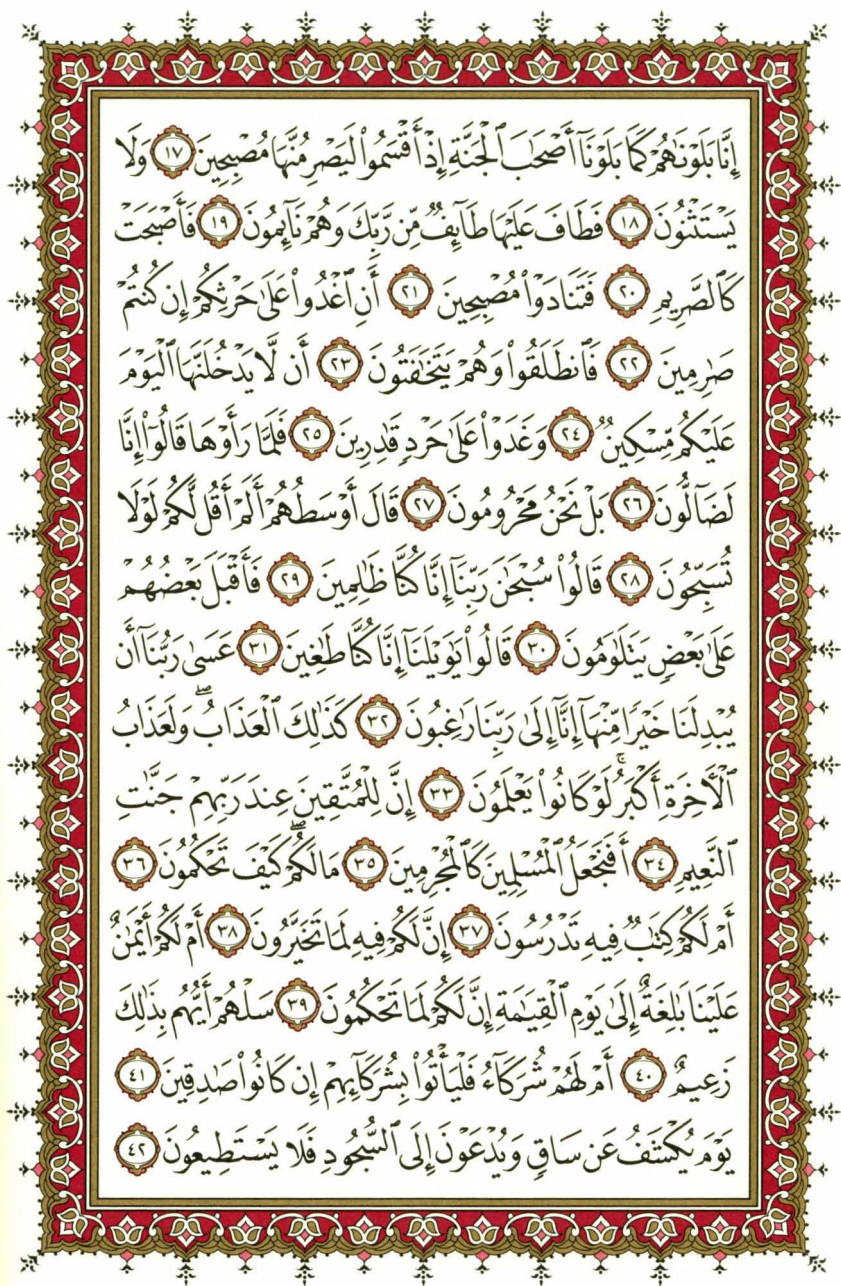 إِنَّا بَلَوْنَٰهُمْ كَمَا بَلَوْنَآ أَصْحَٰبَ ٱلْجَنَّةِ إِذْ أَقْسَمُوا۟ لَيَصْرِمُنَّهَا مُصْبِحِينَ ١٧ وَلَا
يَسْتَثْنُونَ ١٨ فَطَافَ عَلَيْهَا طَآئِفٌ مِّن رَّبِّكَ وَهُمْ نَآئِمُونَ ١٩ فَأَصْبَحَتْ
كَٱلصَّرِيمِ ٢٠ فَتَنَادَوْا۟ مُصْبِحِينَ ٢١ أَنِ ٱغْدُوا۟ عَلَىٰ حَرْثِكُمْ إِن كُنتُمْ
صَٰرِمِينَ ٢٢ فَٱنطَلَقُوا۟ وَهُمْ يَتَخَٰفَتُونَ ٢٣ أَن لَّا يَدْخُلَنَّهَا ٱلْيَوْمَ
عَلَيْكُم مِّسْكِينٌ ٢٤ وَغَدَوْا۟ عَلَىٰ حَرْدٍ قَٰدِرِينَ ٢٥ فَلَمَّا رَأَوْهَا قَالُوٓا۟ إِنَّا
لَضَآلُّونَ ٢٦ بَلْ نَحْنُ مَحْرُومُونَ ٢٧ قَالَ أَوْسَطُهُمْ أَلَمْ أَقُل لَّكُمْ لَوْلَا
تُسَبِّحُونَ ٢٨ قَالُوا۟ سُبْحَٰنَ رَبِّنَآ إِنَّا كُنَّا ظَٰلِمِينَ ٢٩ فَأَقْبَلَ بَعْضُهُمْ
عَلَىٰ بَعْضٍ يَتَلَٰوَمُونَ ٣٠ قَالُوا۟ يَٰوَيْلَنَآ إِنَّا كُنَّا طَٰغِينَ ٣١ عَسَىٰ رَبُّنَآ أَن
يُبْدِلَنَا خَيْرًا مِّنْهَآ إِنَّآ إِلَىٰ رَبِّنَا رَٰغِبُونَ ٣٢ كَذَٰلِكَ ٱلْعَذَابُ ۖ وَلَعَذَابُ
ٱلْـَٔاخِرَةِ أَكْبَرُ ۚ لَوْ كَانُوا۟ يَعْلَمُونَ ٣٣ إِنَّ لِلْمُتَّقِينَ عِندَ رَبِّهِمْ جَنَّٰتِ
ٱلنَّعِيمِ ٣٤ أَفَنَجْعَلُ ٱلْمُسْلِمِينَ كَٱلْمُجْرِمِينَ ٣٥ مَا لَكُمْ كَيْفَ تَحْكُمُونَ ٣٦
أَمْ لَكُمْ كِتَٰبٌ فِيهِ تَدْرُسُونَ ٣٧ إِنَّ لَكُمْ فِيهِ لَمَا تَخَيَّرُونَ ٣٨ أَمْ لَكُمْ أَيْمَٰنٌ
عَلَيْنَا بَٰلِغَةٌ إِلَىٰ يَوْمِ ٱلْقِيَٰمَةِ إِنَّ لَكُمْ لَمَا تَحْكُمُونَ ٣٩ سَلْهُمْ أَيُّهُم بِذَٰلِكَ
زَعِيمٌ ٤٠ أَمْ لَهُمْ شُرَكَآءُ فَلْيَأْتُوا۟ بِشُرَكَآئِهِمْ إِن كَانُوا۟ صَٰدِقِينَ ٤١
يَوْمَ يُكْشَفُ عَن سَاقٍ وَيُدْعَوْنَ إِلَى ٱلسُّجُودِ فَلَا يَسْتَطِيعُونَ ٤٢